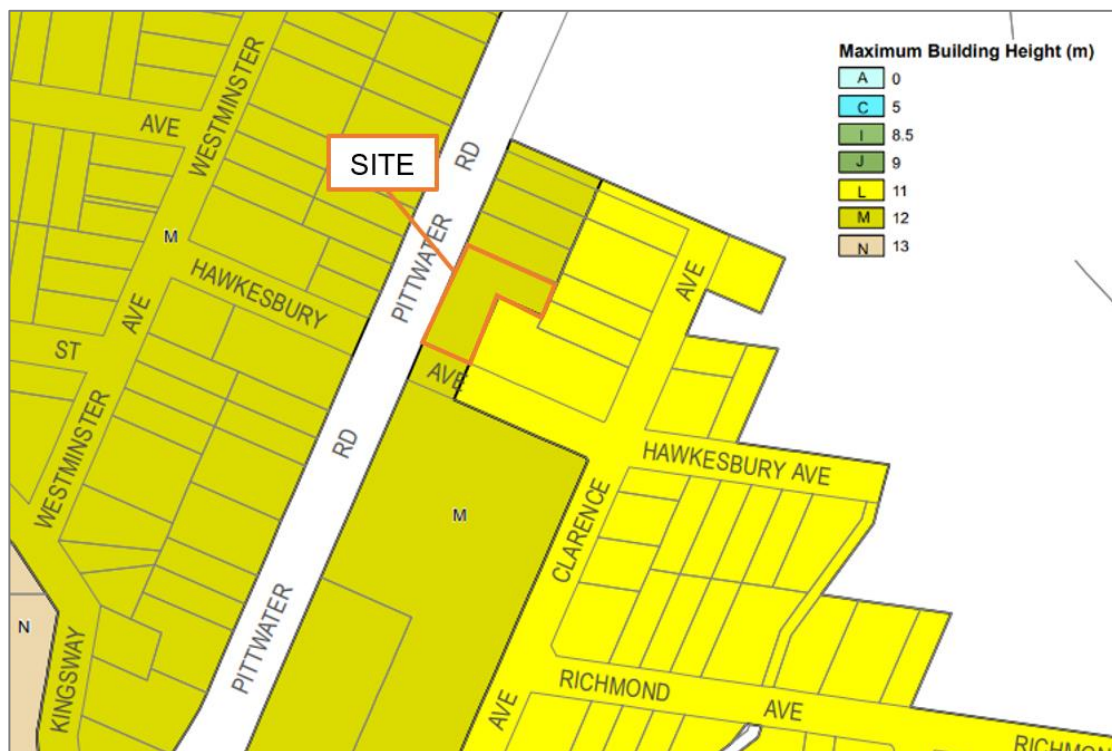 Maximum Building Height (m)
A 0
C 5
I 8.5
J 9
L 11
M 12
N 13
WESTMINSTER
AVE
RD
SITE
M
PITTWATER
HAWKESBURY
AVE
AVE
ST
AVE
RD
WESTMINSTER
HAWKESBURY AVE
M
CLARENCE
PITTWATER
N
KINGSWAY
RICHMOND
AVE
AVE
RICHMON